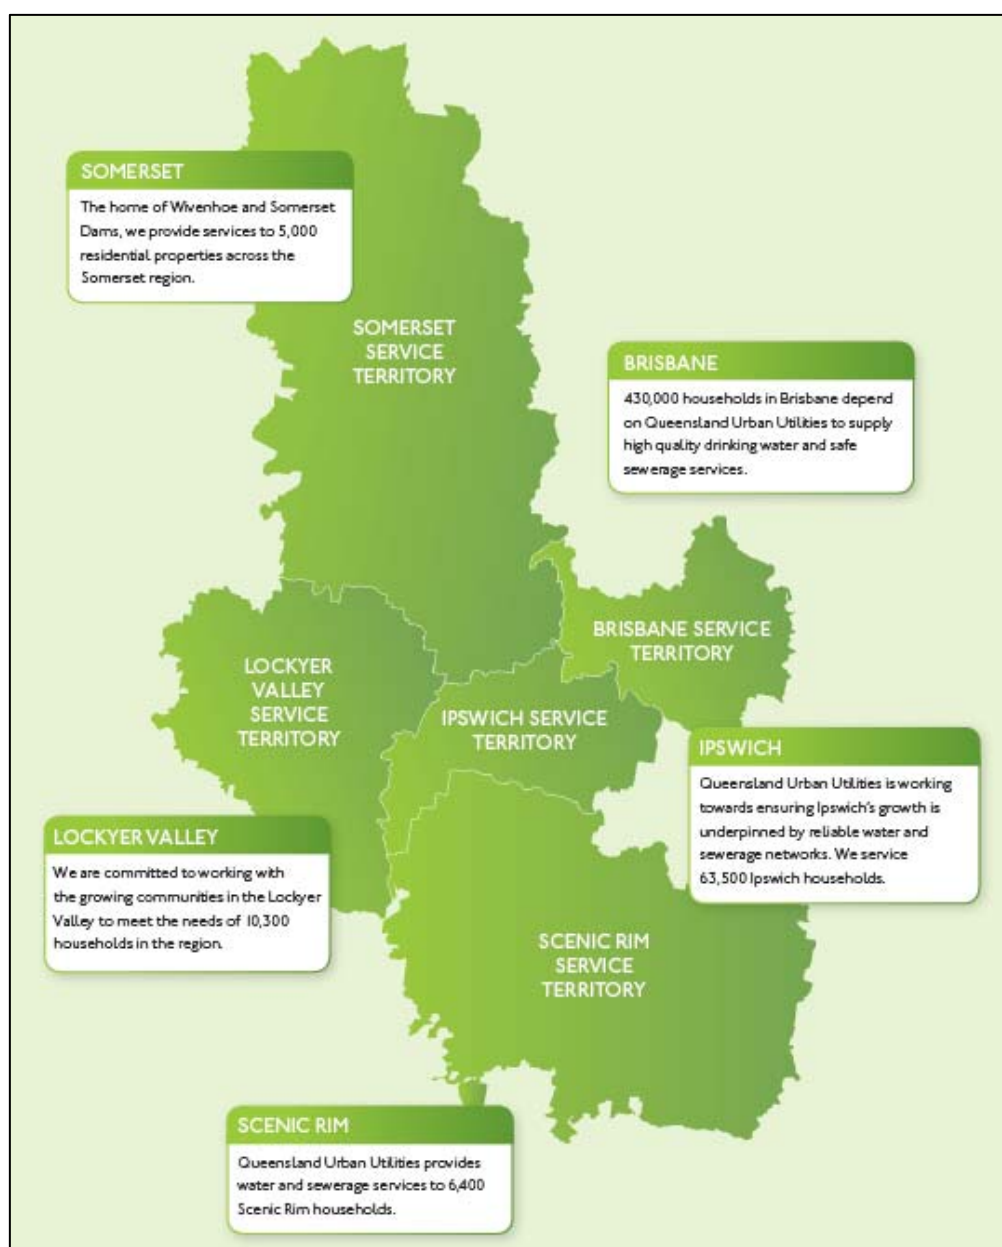 SOMERSET
The home of Wivenhoe and Somerset
Dams, we provide services to 5,000
residential properties across the
Somerset region.
SOMERSET
SERVICE
TERRITORY
BRISBANE
430,000 households in Brisbane depend
on Queensland Urban Utilities to supply
high quality drinking water and safe
sewerage services.
BRISBANE SERVICE
TERRITORY
LOCKYER
VALLEY
SERVICE
TERRITORY
IPSWICH SERVICE
TERRITORY
IPSWICH
Queensland Urban Utilities is working
towards ensuring Ipswich's growth is
underpinned by reliable water and
sewerage networks. We service
63,500 Ipswich households.
LOCKYER VALLEY
We are committed to working with
the growing communities in the Lockyer
Valley to meet the needs of 10,300
households in the region.
SCENIC RIM
SERVICE
TERRITORY
SCENIC RIM
Queensland Urban Utilities provides
water and sewerage services to 6,400
Scenic Rim households.